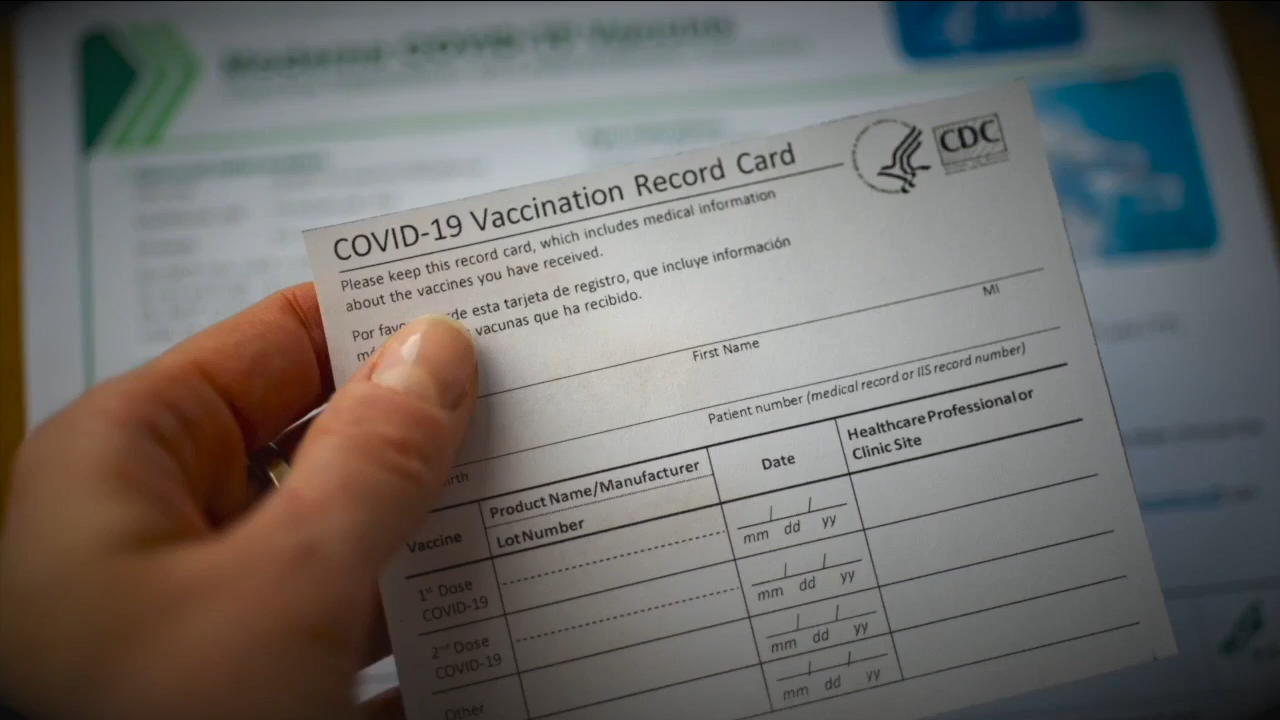 COVID-19 Vaccination Record Card
CDC
Please keep this record card, which includes medical information
about the vaccines you have received.
Por favo de esta tarjeta de registro, que incluye información
vacunas que ha recibido.
First Name
MI
Patient number (medical record or IIS record number)
Vaccine
Product Name/Manufacturer
Lot Number
Date
Healthcare Professional or
Clinic Site
1st Dose
COVID-19
mm dd yy
2nd Dose
COVID-19
mm dd yy
Other
mm dd yy
mm dd yy